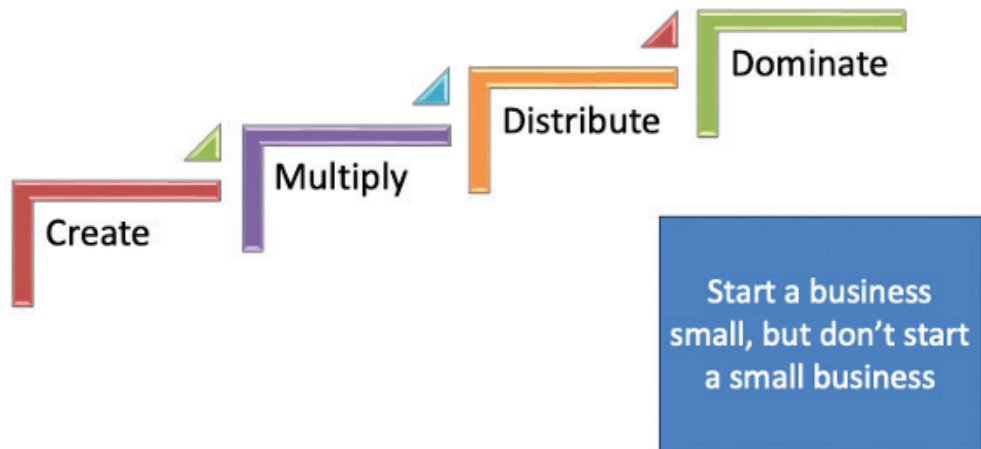 Create
Multiply
Distribute
Dominate
Start a business
small, but don’t start
a small business